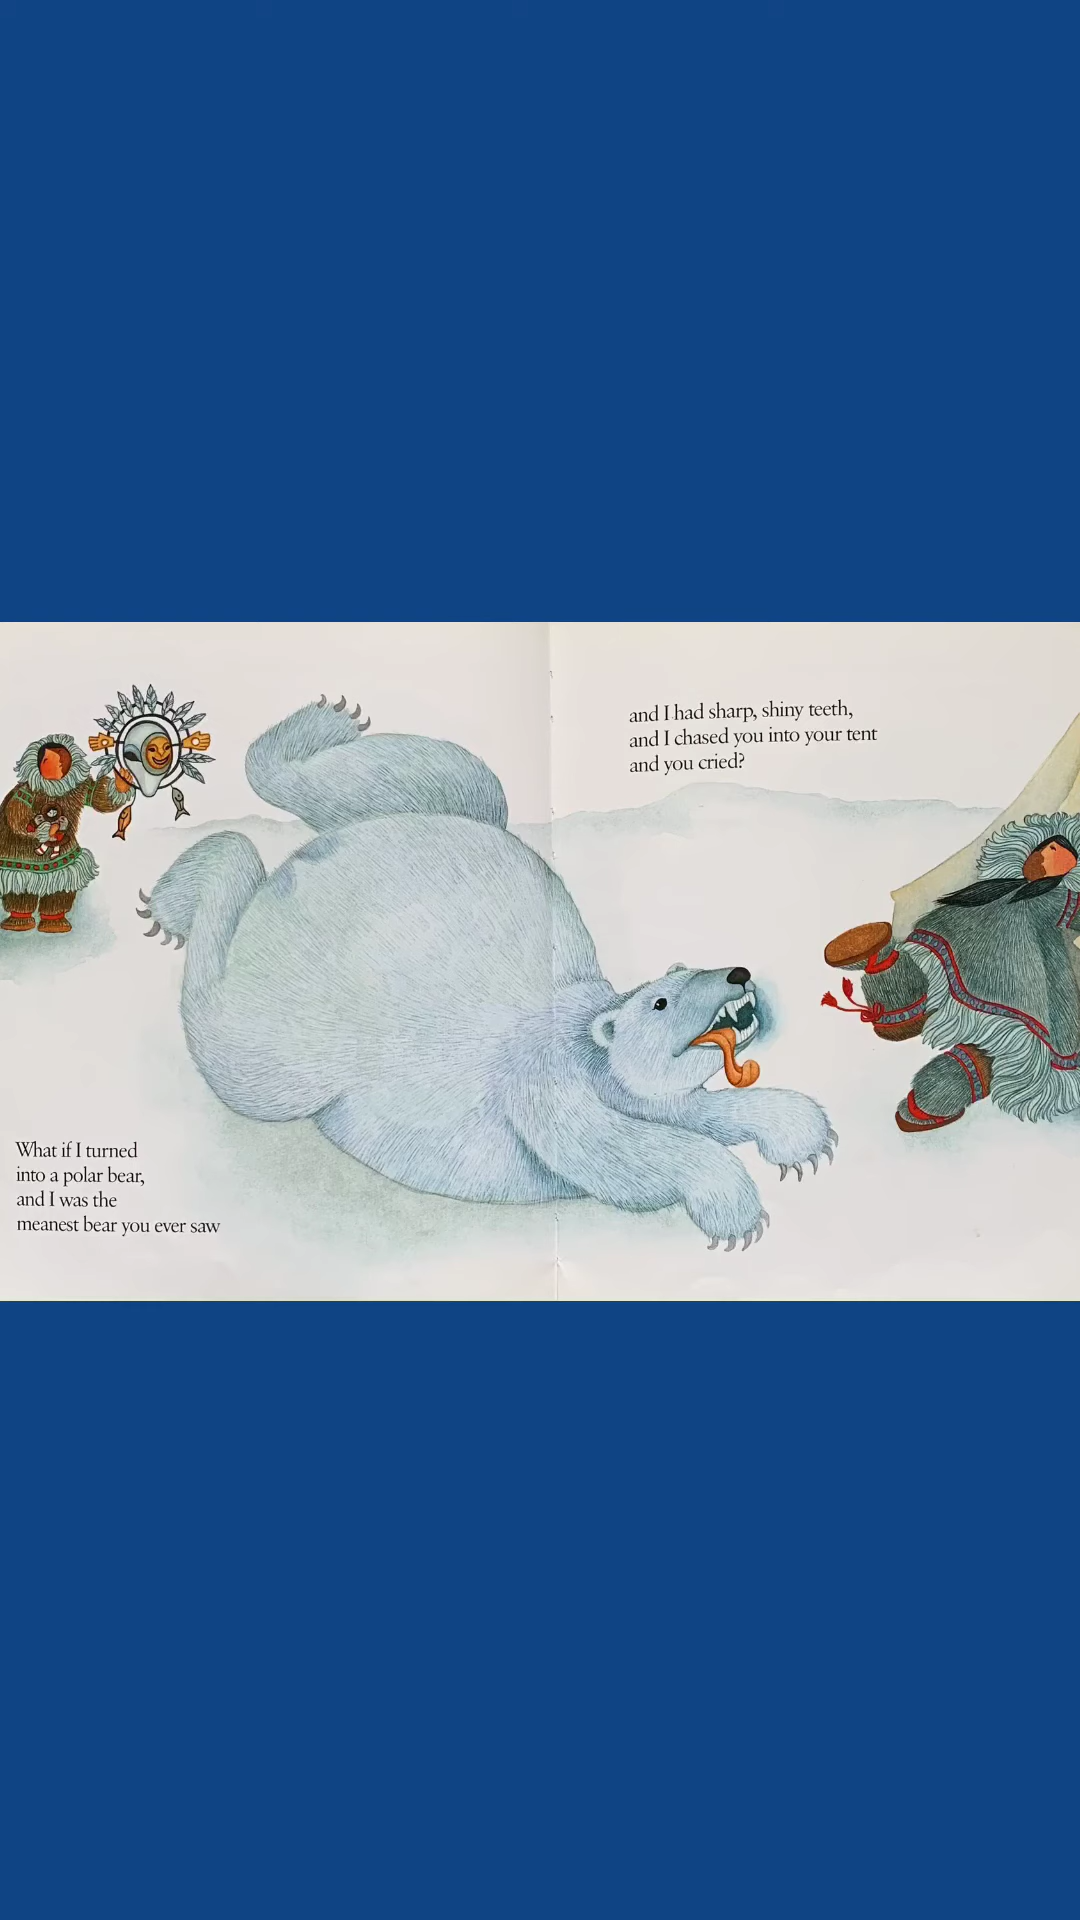 What if I turned
into a polar bear,
and I was the
meanest bear you ever saw
and I had sharp, shiny teeth,
and I chased you into your tent
and you cried?